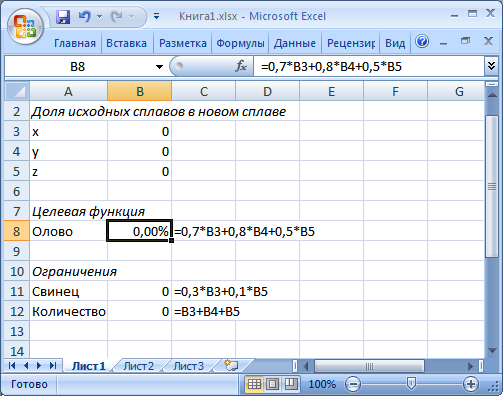 Книга1.xlsx - Microsoft Excel
Главная Вставка Разметка Формулы Данные Рецензир Вид
B8 fx =0,7*B3+0,8*B4+0,5*B5
A B C D E F G
2 Доля исходных сплавов в новом сплаве
3 x 0
4 y 0
5 z 0
6
7 Целевая функция
8 Олово 0,00% =0,7*B3+0,8*B4+0,5*B5
9
10 Ограничения
11 Свинец 0 =0,3*B3+0,1*B5
12 Количество 0 =B3+B4+B5
13
14
Лист1 Лист2 Лист3
Готово 100%